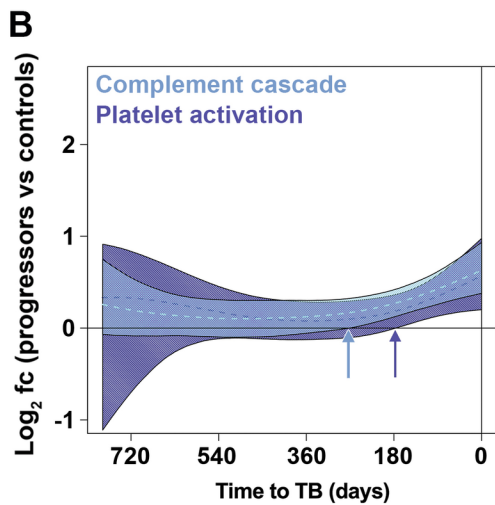 B
Complement cascade
Platelet activation
Log2 fc (progressors vs controls)
2
1
0
-1
720 540 360 180 0
Time to TB (days)